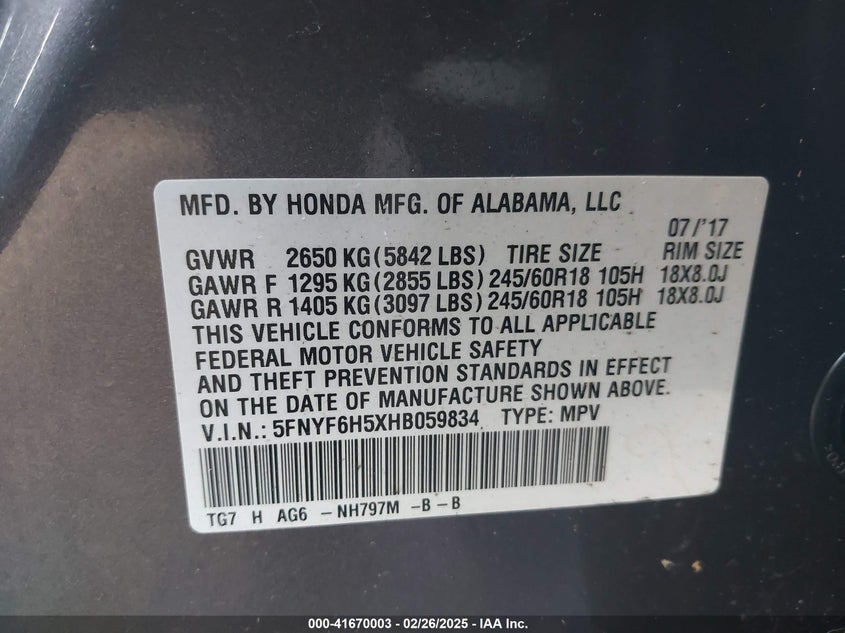 MFD. BY HONDA MFG. OF ALABAMA, LLC
07/'17
GVWR 2650 KG(5842 LBS) TIRE SIZE RIM SIZE
GAWR F 1295 KG(2855 LBS) 245/60R18 105H 18X8.0J
GAWR R 1405 KG(3097 LBS) 245/60R18 105H 18X8.0J
THIS VEHICLE CONFORMS TO ALL APPLICABLE
FEDERAL MOTOR VEHICLE SAFETY
AND THEFT PREVENTION STANDARDS IN EFFECT
ON THE DATE OF MANUFACTURE SHOWN ABOVE.
V.I.N.: 5FNYF6H5XHB059834 TYPE: MPV
TG7 H AG6 -NH797M -B -B
000-41670003 - 02/26/2025 - IAA Inc.